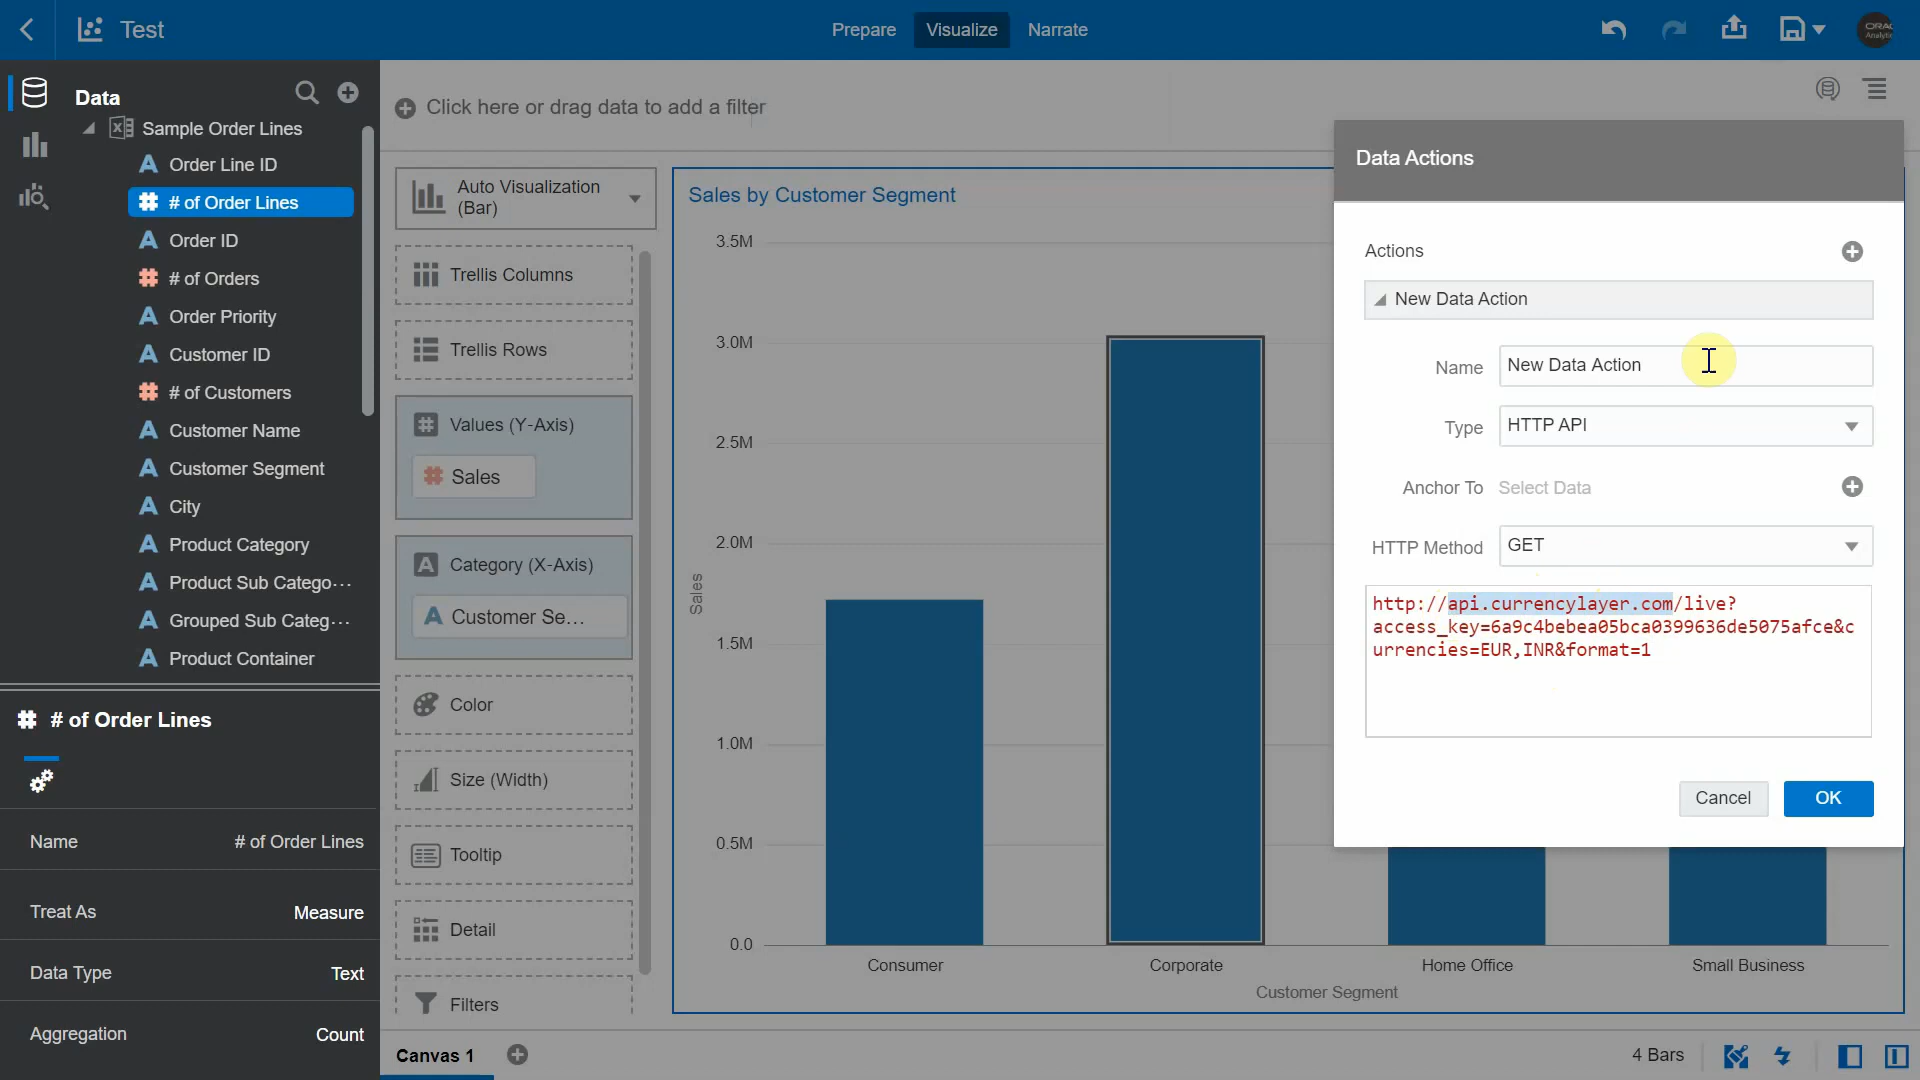 Test
Prepare
Visualize
Narrate
ORAC
Analytic
Data
Sample Order Lines
Order Line ID
# of Order Lines
Order ID
# of Orders
Order Priority
Customer ID
# of Customers
Customer Name
Customer Segment
City
Product Category
Product Sub Catego...
Grouped Sub Categ...
Product Container
# of Order Lines
Name
# of Order Lines
Treat As
Measure
Data Type
Text
Aggregation
Count
Click here or drag data to add a filter
Auto Visualization
(Bar)
Trellis Columns
Trellis Rows
Values (Y-Axis)
Sales
Category (X-Axis)
Customer Se...
Color
Size (Width)
Tooltip
Detail
Filters
Sales by Customer Segment
3.5M
3.0M
2.5M
2.0M
1.5M
1.0M
0.5M
0.0
Sales
Consumer
Corporate
Home Office
Small Business
Customer Segment
Data Actions
Actions
New Data Action
Name
New Data Action
Type
HTTP API
Anchor To
Select Data
HTTP Method
GET
http://api.currencylayer.com/live?
access_key=6a9c4bebea05bca0399636de5075afce&c
urrencies=EUR,INR&format=1
Cancel
OK
Canvas 1
4 Bars